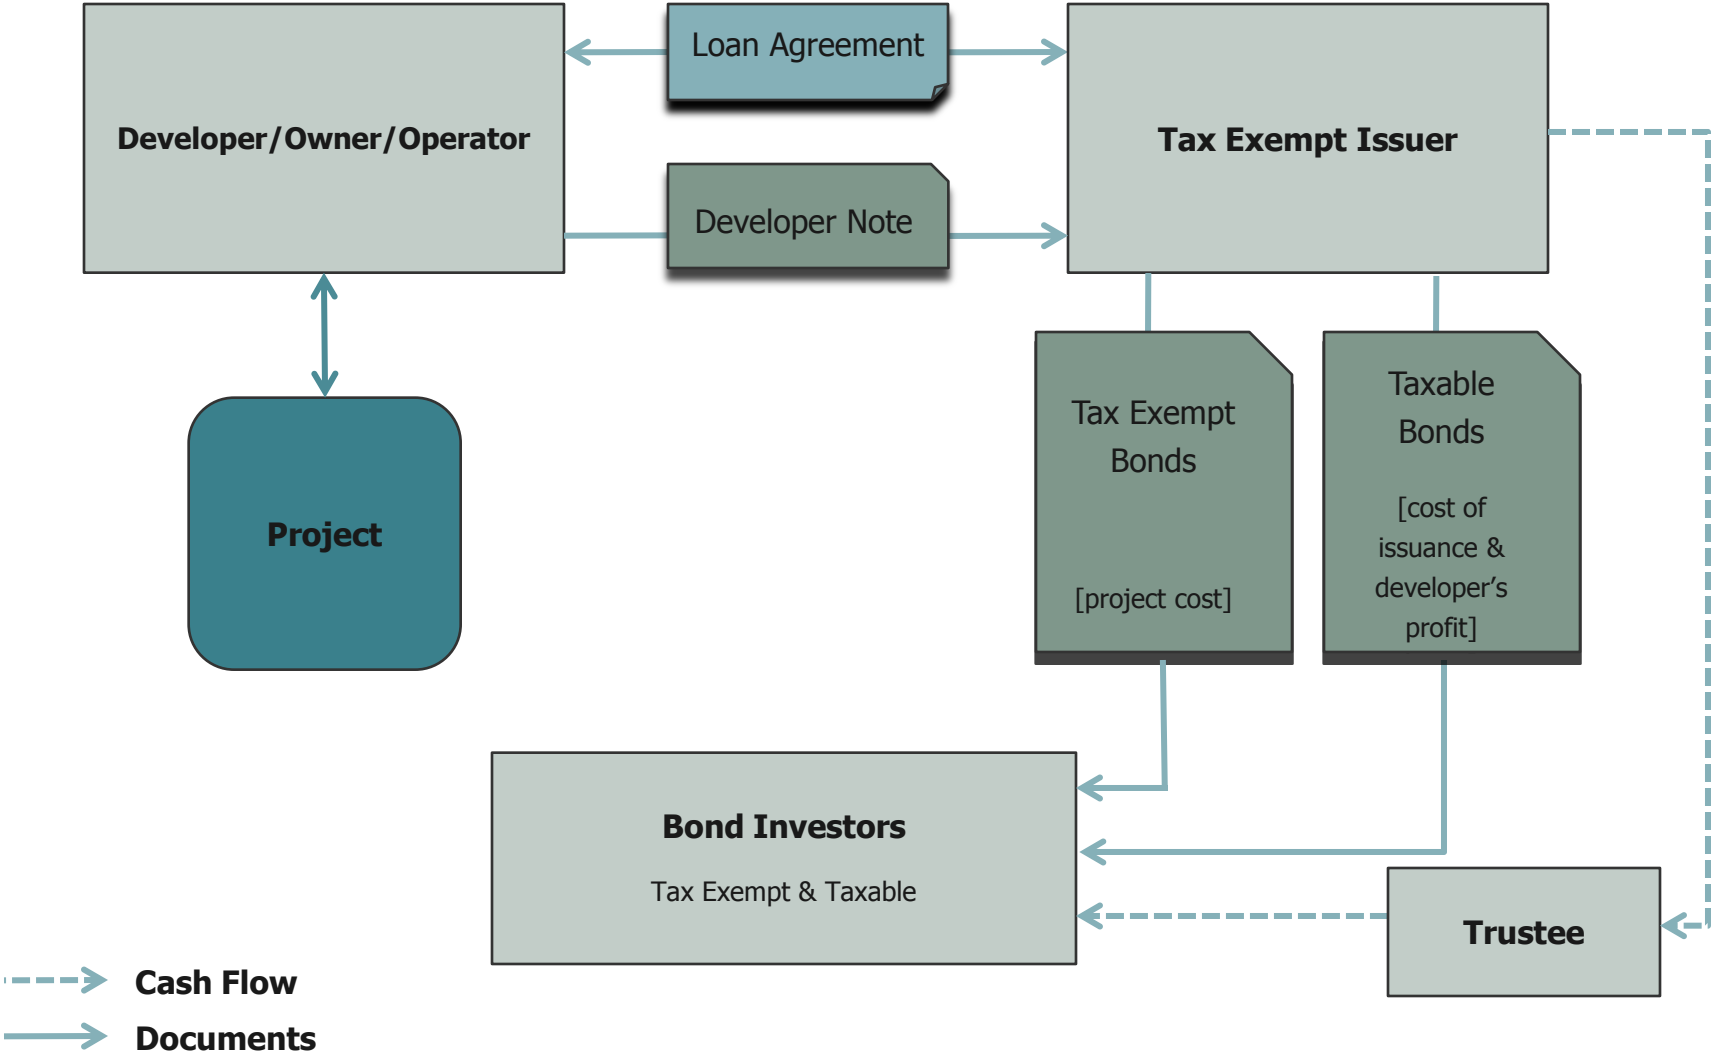 Loan Agreement
Developer/Owner/Operator
Tax Exempt Issuer
Developer Note
Tax Exempt
Bonds
[project cost]
Taxable
Bonds
[cost of
issuance &
developer’s
profit]
Project
Bond Investors
Tax Exempt & Taxable
Trustee
Cash Flow
Documents